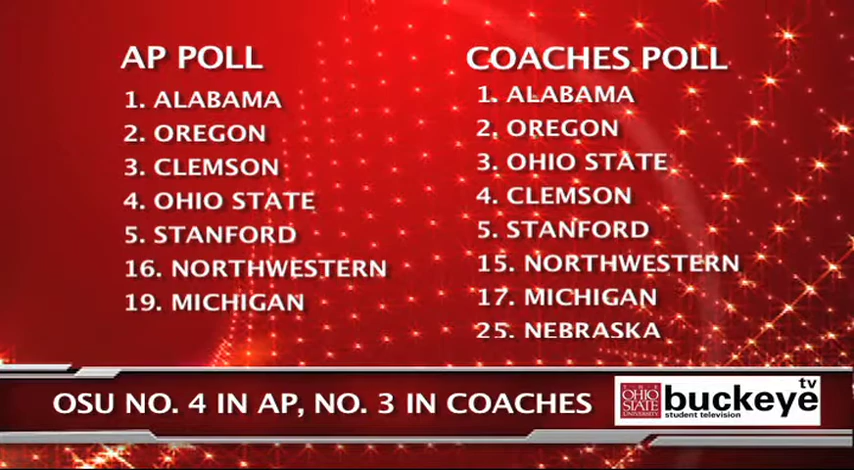 AP POLL
1. ALABAMA
2. OREGON
3. CLEMSON
4. OHIO STATE
5. STANFORD
16. NORTHWESTERN
19. MICHIGAN
COACHES POLL
1. ALABAMA
2. OREGON
3. OHIO STATE
4. CLEMSON
5. STANFORD
15. NORTHWESTERN
17. MICHIGAN
25. NEBRASKA
OSU NO. 4 IN AP, NO. 3 IN COACHES
THE
OHIO
STATE
UNIVERSITY
tv
buckeye
student television